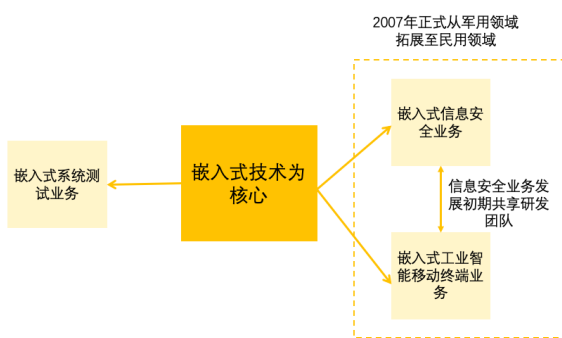 2007年正式从军用领域
拓展至民用领域
嵌入式信息安
全业务
嵌入式技术为
核心
嵌入式系统测
试业务
信息安全业务发
展初期共享研发
团队
嵌入式工业智
能移动终端业
务